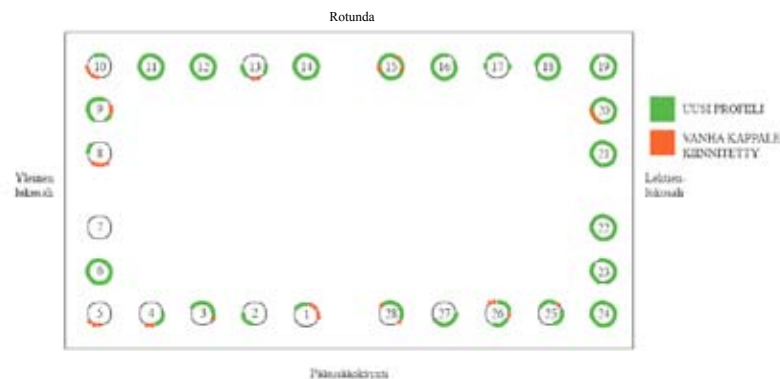 Rotunda
10 11 12 13 14 15 16 17 18 19
9 20
UUSI PROFIILI
8 21
VANHA KAPPALE
KIINNITETTY
Yleinen
lukusali
lukusali
7 22
6 23
5 4 3 2 1 28 27 26 25 24